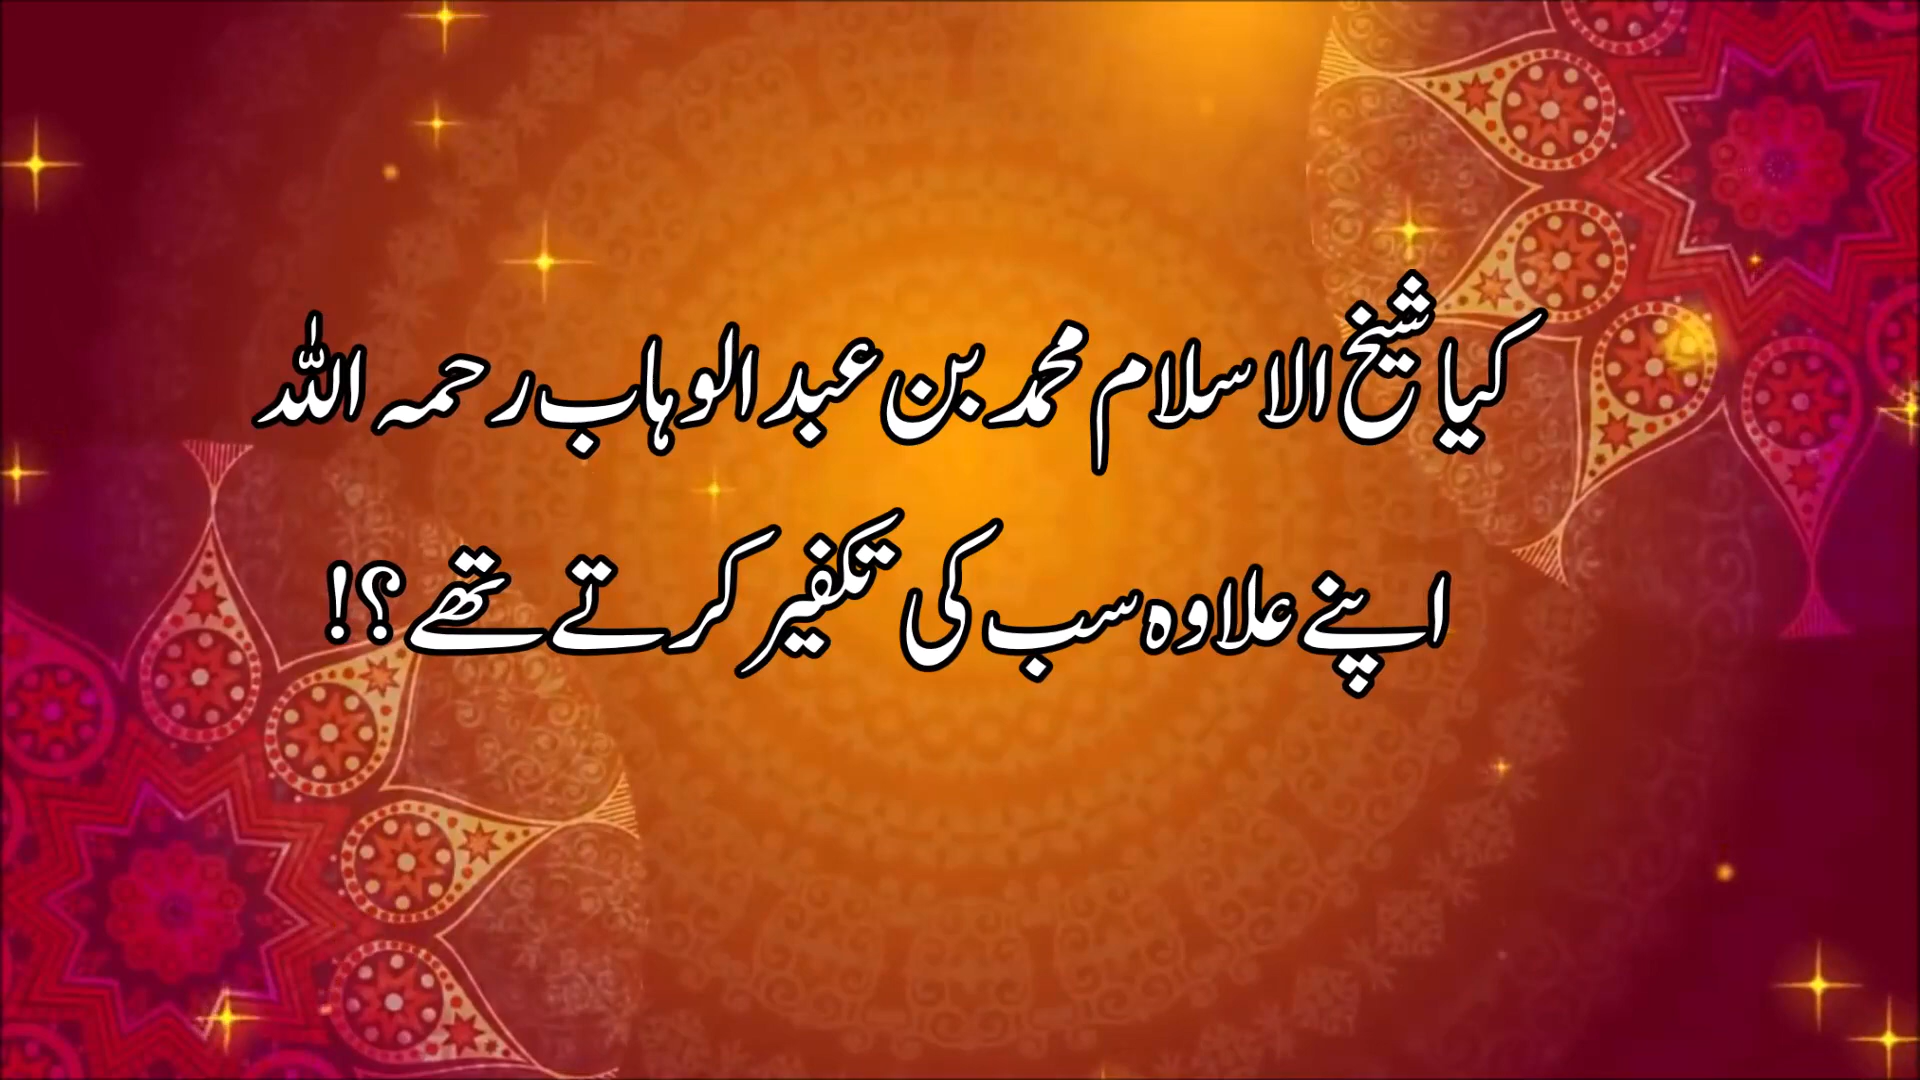 کیا شیخ الاسلام محمد بن عبد الوہاب رحمہ اللہ
اپنے علاوہ سب کی تکفیر کرتے تھے؟!